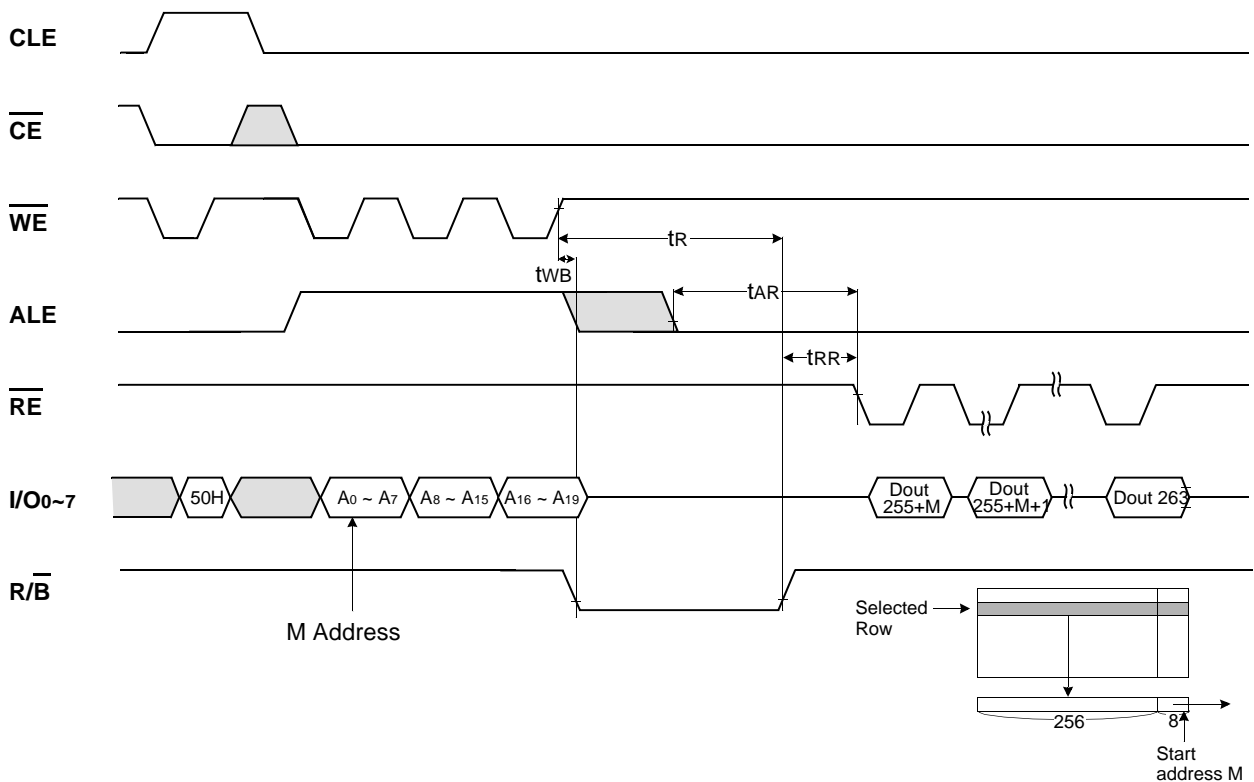 CLE
CE
WE
tR
tWB
ALE
tAR
tRR
RE
I/O0~7
50H
A0 ~ A7
A8 ~ A15
A16 ~ A19
Dout
255+M
Dout
255+M+1
Dout 263
R/B
M Address
Selected
Row
256
8
Start
address M